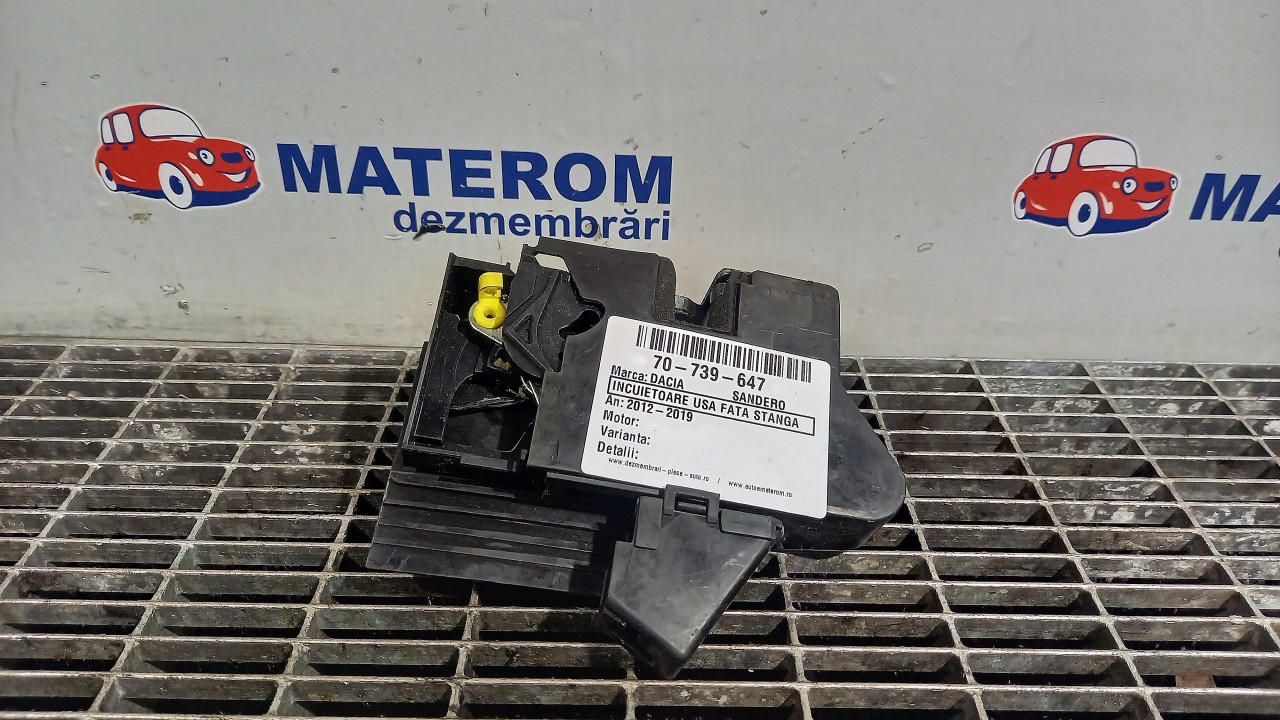 MATEROM
dezmembrări
MA
70-739-647
Marca: DACIA SANDERO
INCUIETOARE USA FATA STANGA
An: 2012-2019
Motor:
Varianta:
Detalii:
www.dezmembrari-piese-auto.ro / www.autoematerom.ro